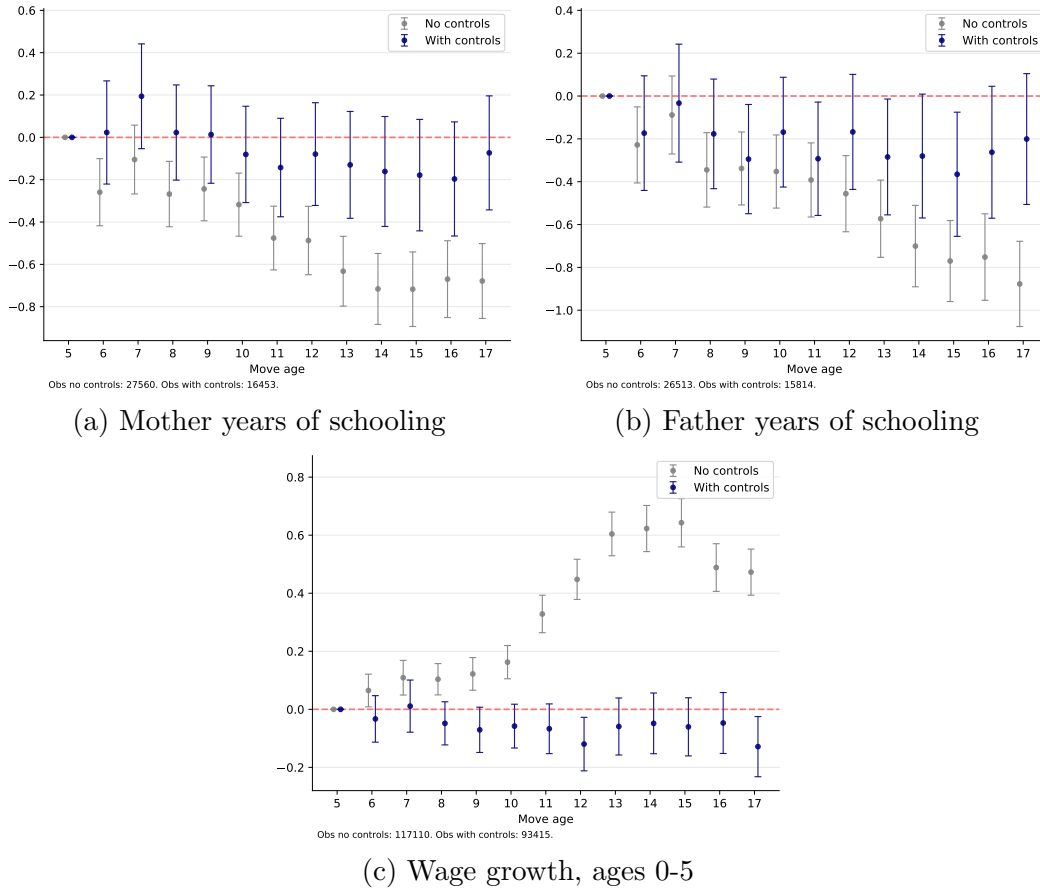 0.6
0.4
0.2
0.0
−0.2
−0.4
−0.6
−0.8
No controls
With controls
5 6 7 8 9 10 11 12 13 14 15 16 17
Move age
Obs no controls: 27560. Obs with controls: 16453.
(a) Mother years of schooling
0.4
0.2
0.0
−0.2
−0.4
−0.6
−0.8
−1.0
No controls
With controls
5 6 7 8 9 10 11 12 13 14 15 16 17
Move age
Obs no controls: 26513. Obs with controls: 15814.
(b) Father years of schooling
0.8
0.6
0.4
0.2
0.0
−0.2
No controls
With controls
5 6 7 8 9 10 11 12 13 14 15 16 17
Move age
Obs no controls: 117110. Obs with controls: 93415.
(c) Wage growth, ages 0-5